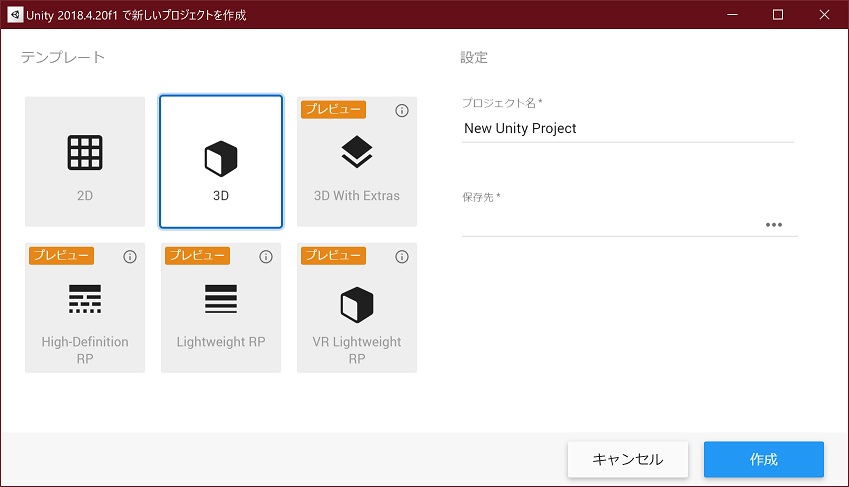 Unity 2018.4.20f1 で新しいプロジェクトを作成
テンプレート
2D
3D
プレビュー
3D With Extras
プレビュー
High-Definition
RP
プレビュー
Lightweight RP
プレビュー
VR Lightweight
RP
設定
プロジェクト名 *
New Unity Project
保存先 *
キャンセル
作成